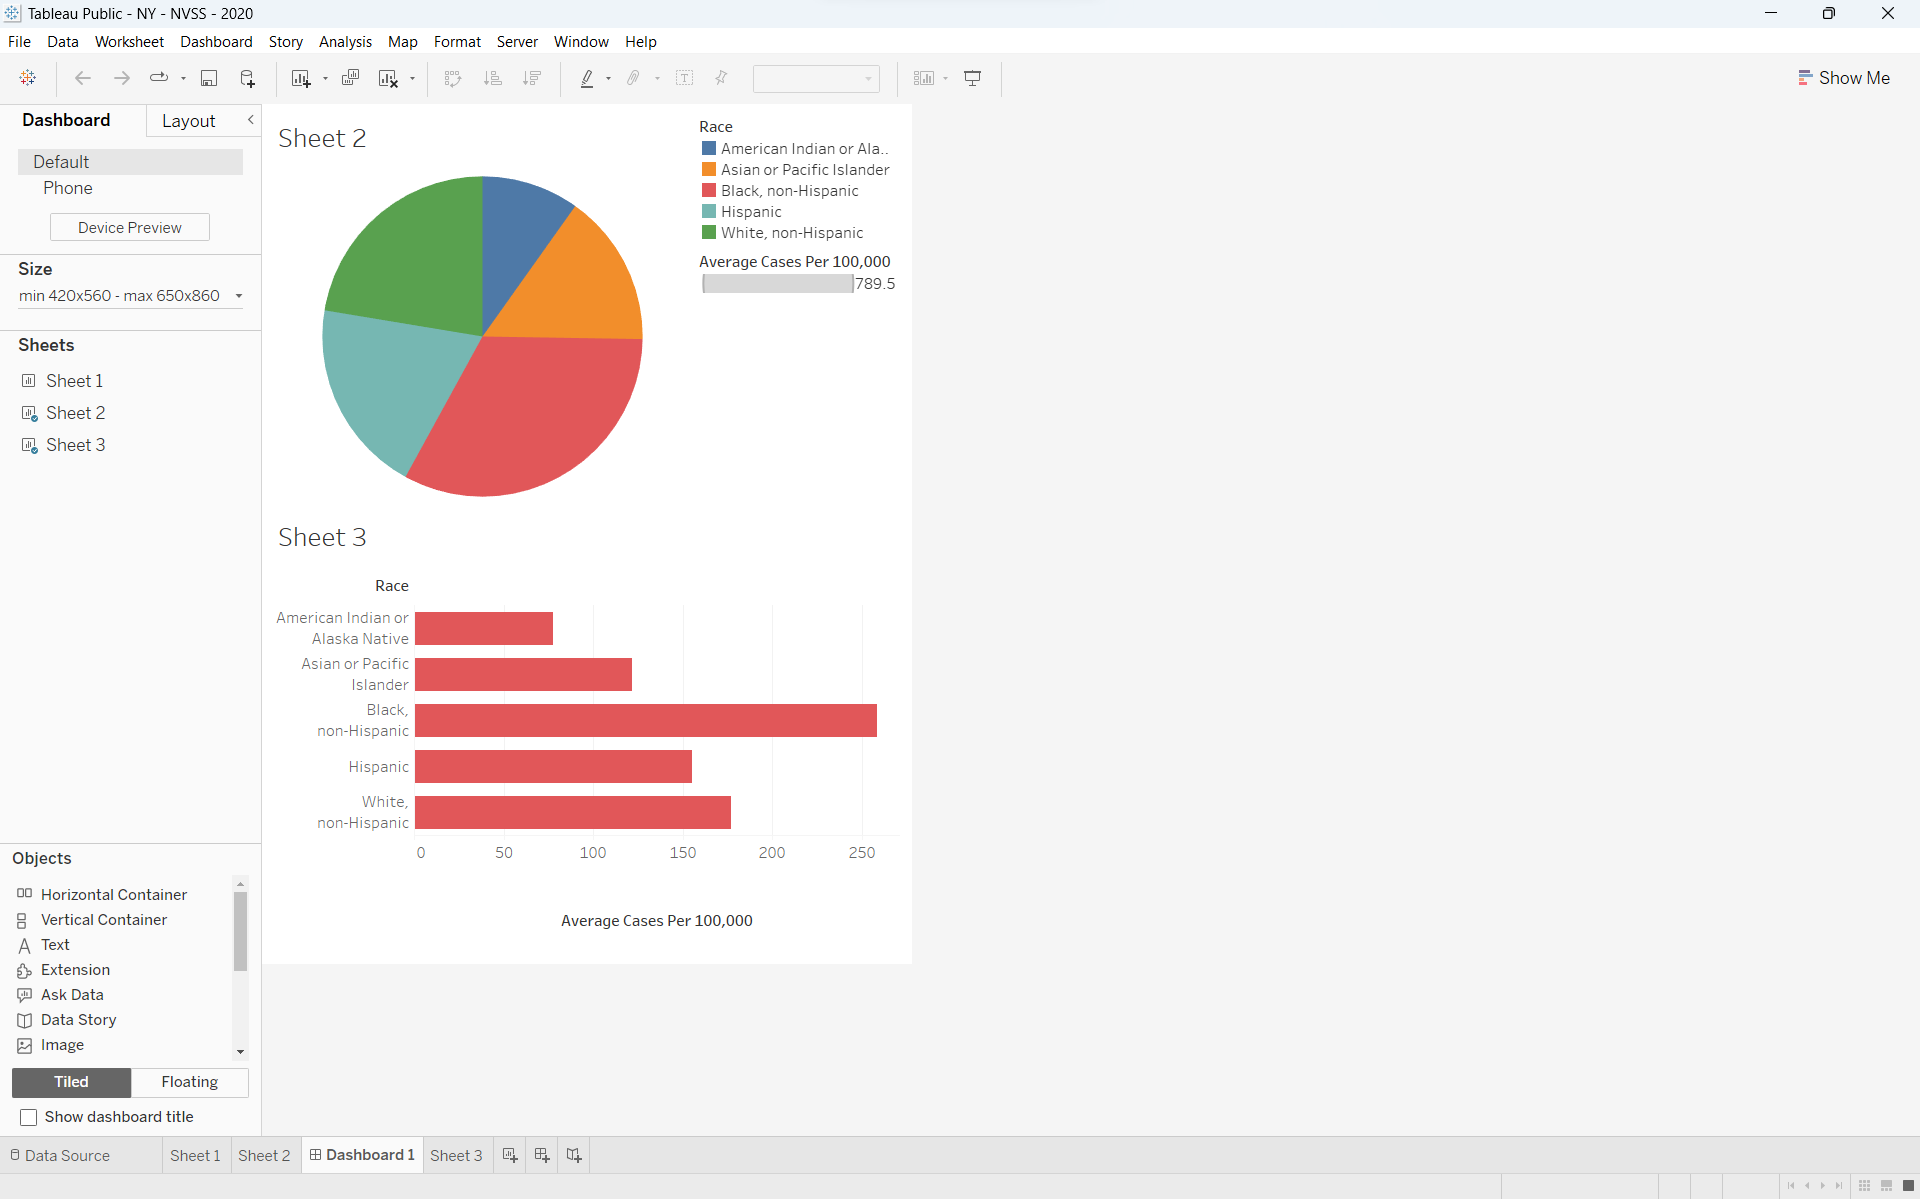 Tableau Public - NY - NVSS - 2020
File Data Worksheet Dashboard Story Analysis Map Format Server Window Help
Show Me
Dashboard Layout
Default
Phone
Device Preview
Size
min 420x560 - max 650x860
Sheets
Sheet 1
Sheet 2
Sheet 3
Objects
Horizontal Container
Vertical Container
Text
Extension
Ask Data
Data Story
Image
Tiled Floating
Show dashboard title
Sheet 2
Race
American Indian or Ala..
Asian or Pacific Islander
Black, non-Hispanic
Hispanic
White, non-Hispanic
Average Cases Per 100,000
789.5
Sheet 3
Race
American Indian or
Alaska Native
Asian or Pacific
Islander
Black,
non-Hispanic
Hispanic
White,
non-Hispanic
0 50 100 150 200 250
Average Cases Per 100,000
Data Source Sheet 1 Sheet 2 Dashboard 1 Sheet 3